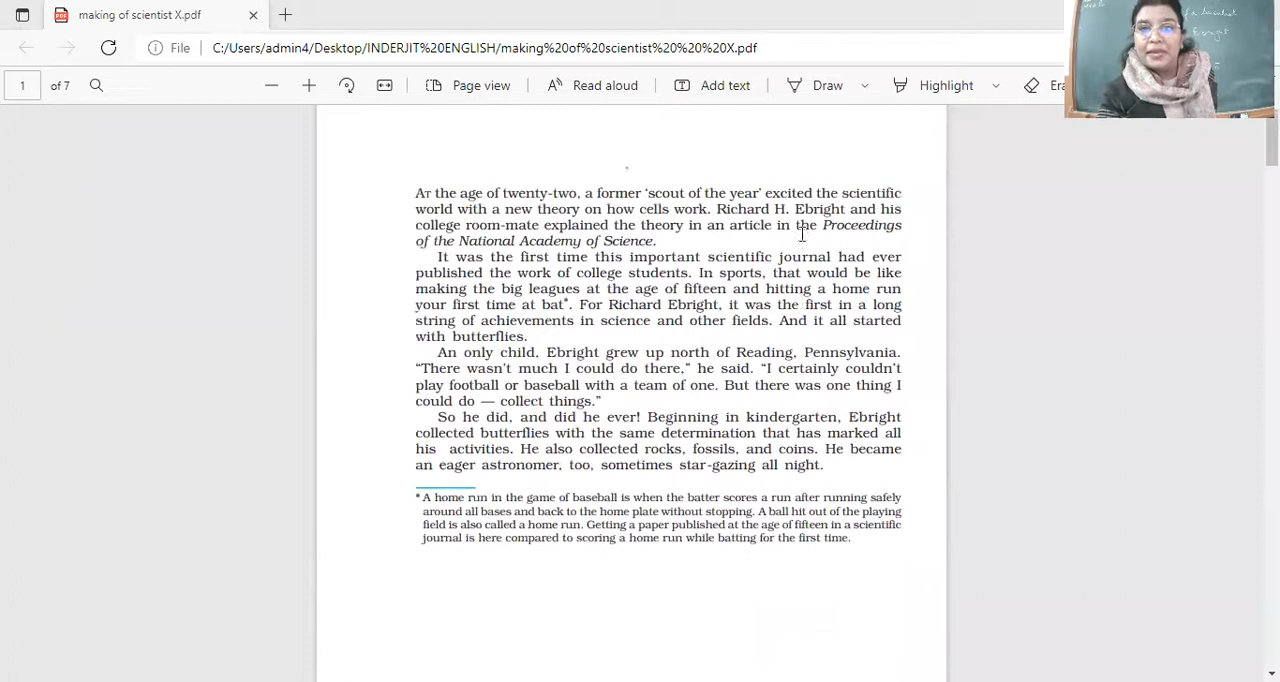 making of scientist X.pdf
File C:/Users/admin4/Desktop/INDERJIT%20ENGLISH/making%20of%20scientist%20%20%20X.pdf
1 of 7 Page view Read aloud Add text Draw Highlight Era
AT the age of twenty-two, a former ‘scout of the year’ excited the scientific
world with a new theory on how cells work. Richard H. Ebright and his
college room-mate explained the theory in an article in the Proceedings
of the National Academy of Science.
It was the first time this important scientific journal had ever
published the work of college students. In sports, that would be like
making the big leagues at the age of fifteen and hitting a home run
your first time at bat*. For Richard Ebright, it was the first in a long
string of achievements in science and other fields. And it all started
with butterflies.
An only child, Ebright grew up north of Reading, Pennsylvania.
“There wasn’t much I could do there,” he said. “I certainly couldn’t
play football or baseball with a team of one. But there was one thing I
could do — collect things.”
So he did, and did he ever! Beginning in kindergarten, Ebright
collected butterflies with the same determination that has marked all
his activities. He also collected rocks, fossils, and coins. He became
an eager astronomer, too, sometimes star-gazing all night.
* A home run in the game of baseball is when the batter scores a run after running safely
around all bases and back to the home plate without stopping. A ball hit out of the playing
field is also called a home run. Getting a paper published at the age of fifteen in a scientific
journal is here compared to scoring a home run while batting for the first time.